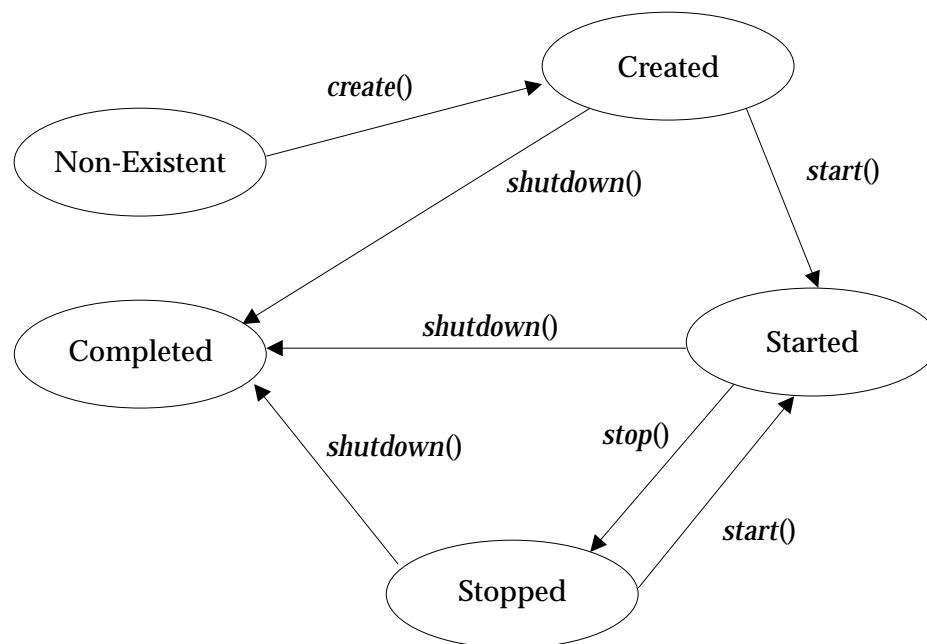 Created
create()
Non-Existent
shutdown()
start()
shutdown()
Completed
Started
shutdown()
stop()
start()
Stopped